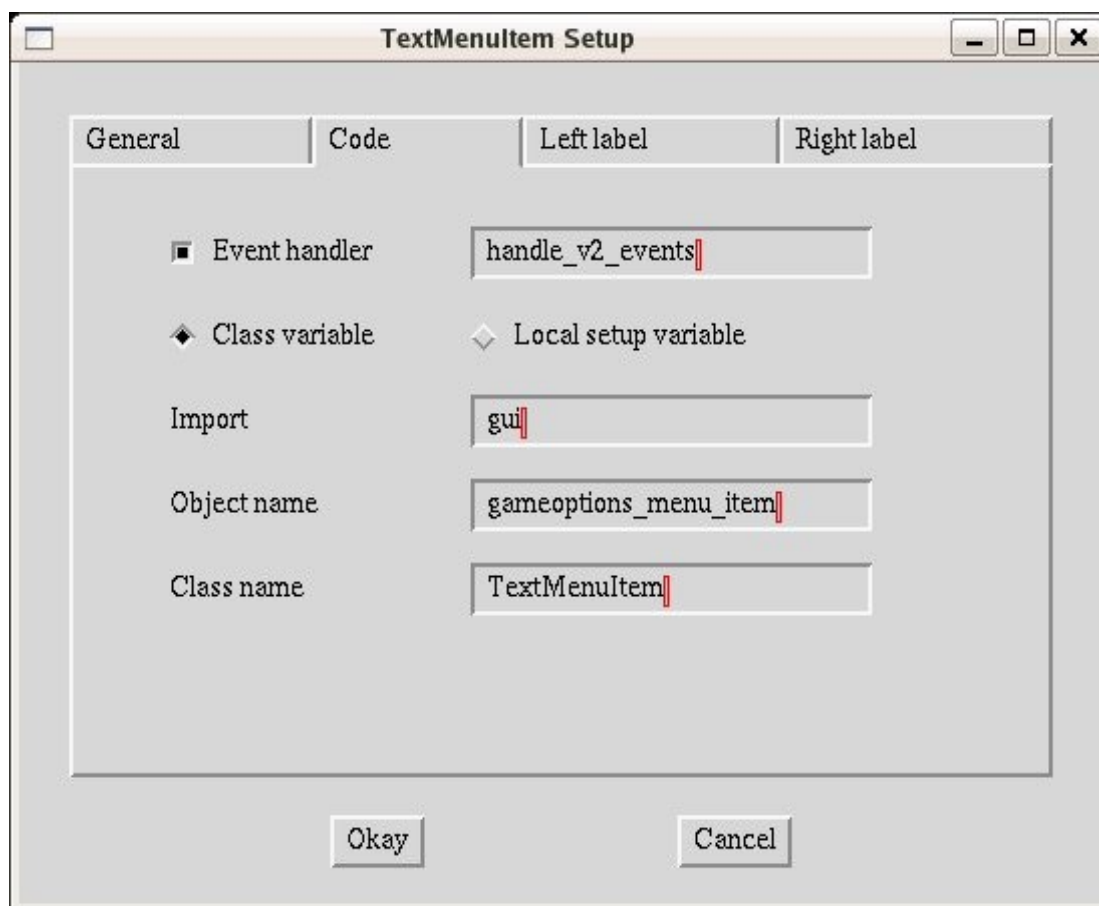 TextMenuItem Setup
General Code Left label Right label
Event handler handle_v2_events
Class variable Local setup variable
Import gui
Object name gameoptions_menu_item
Class name TextMenuItem
Okay Cancel